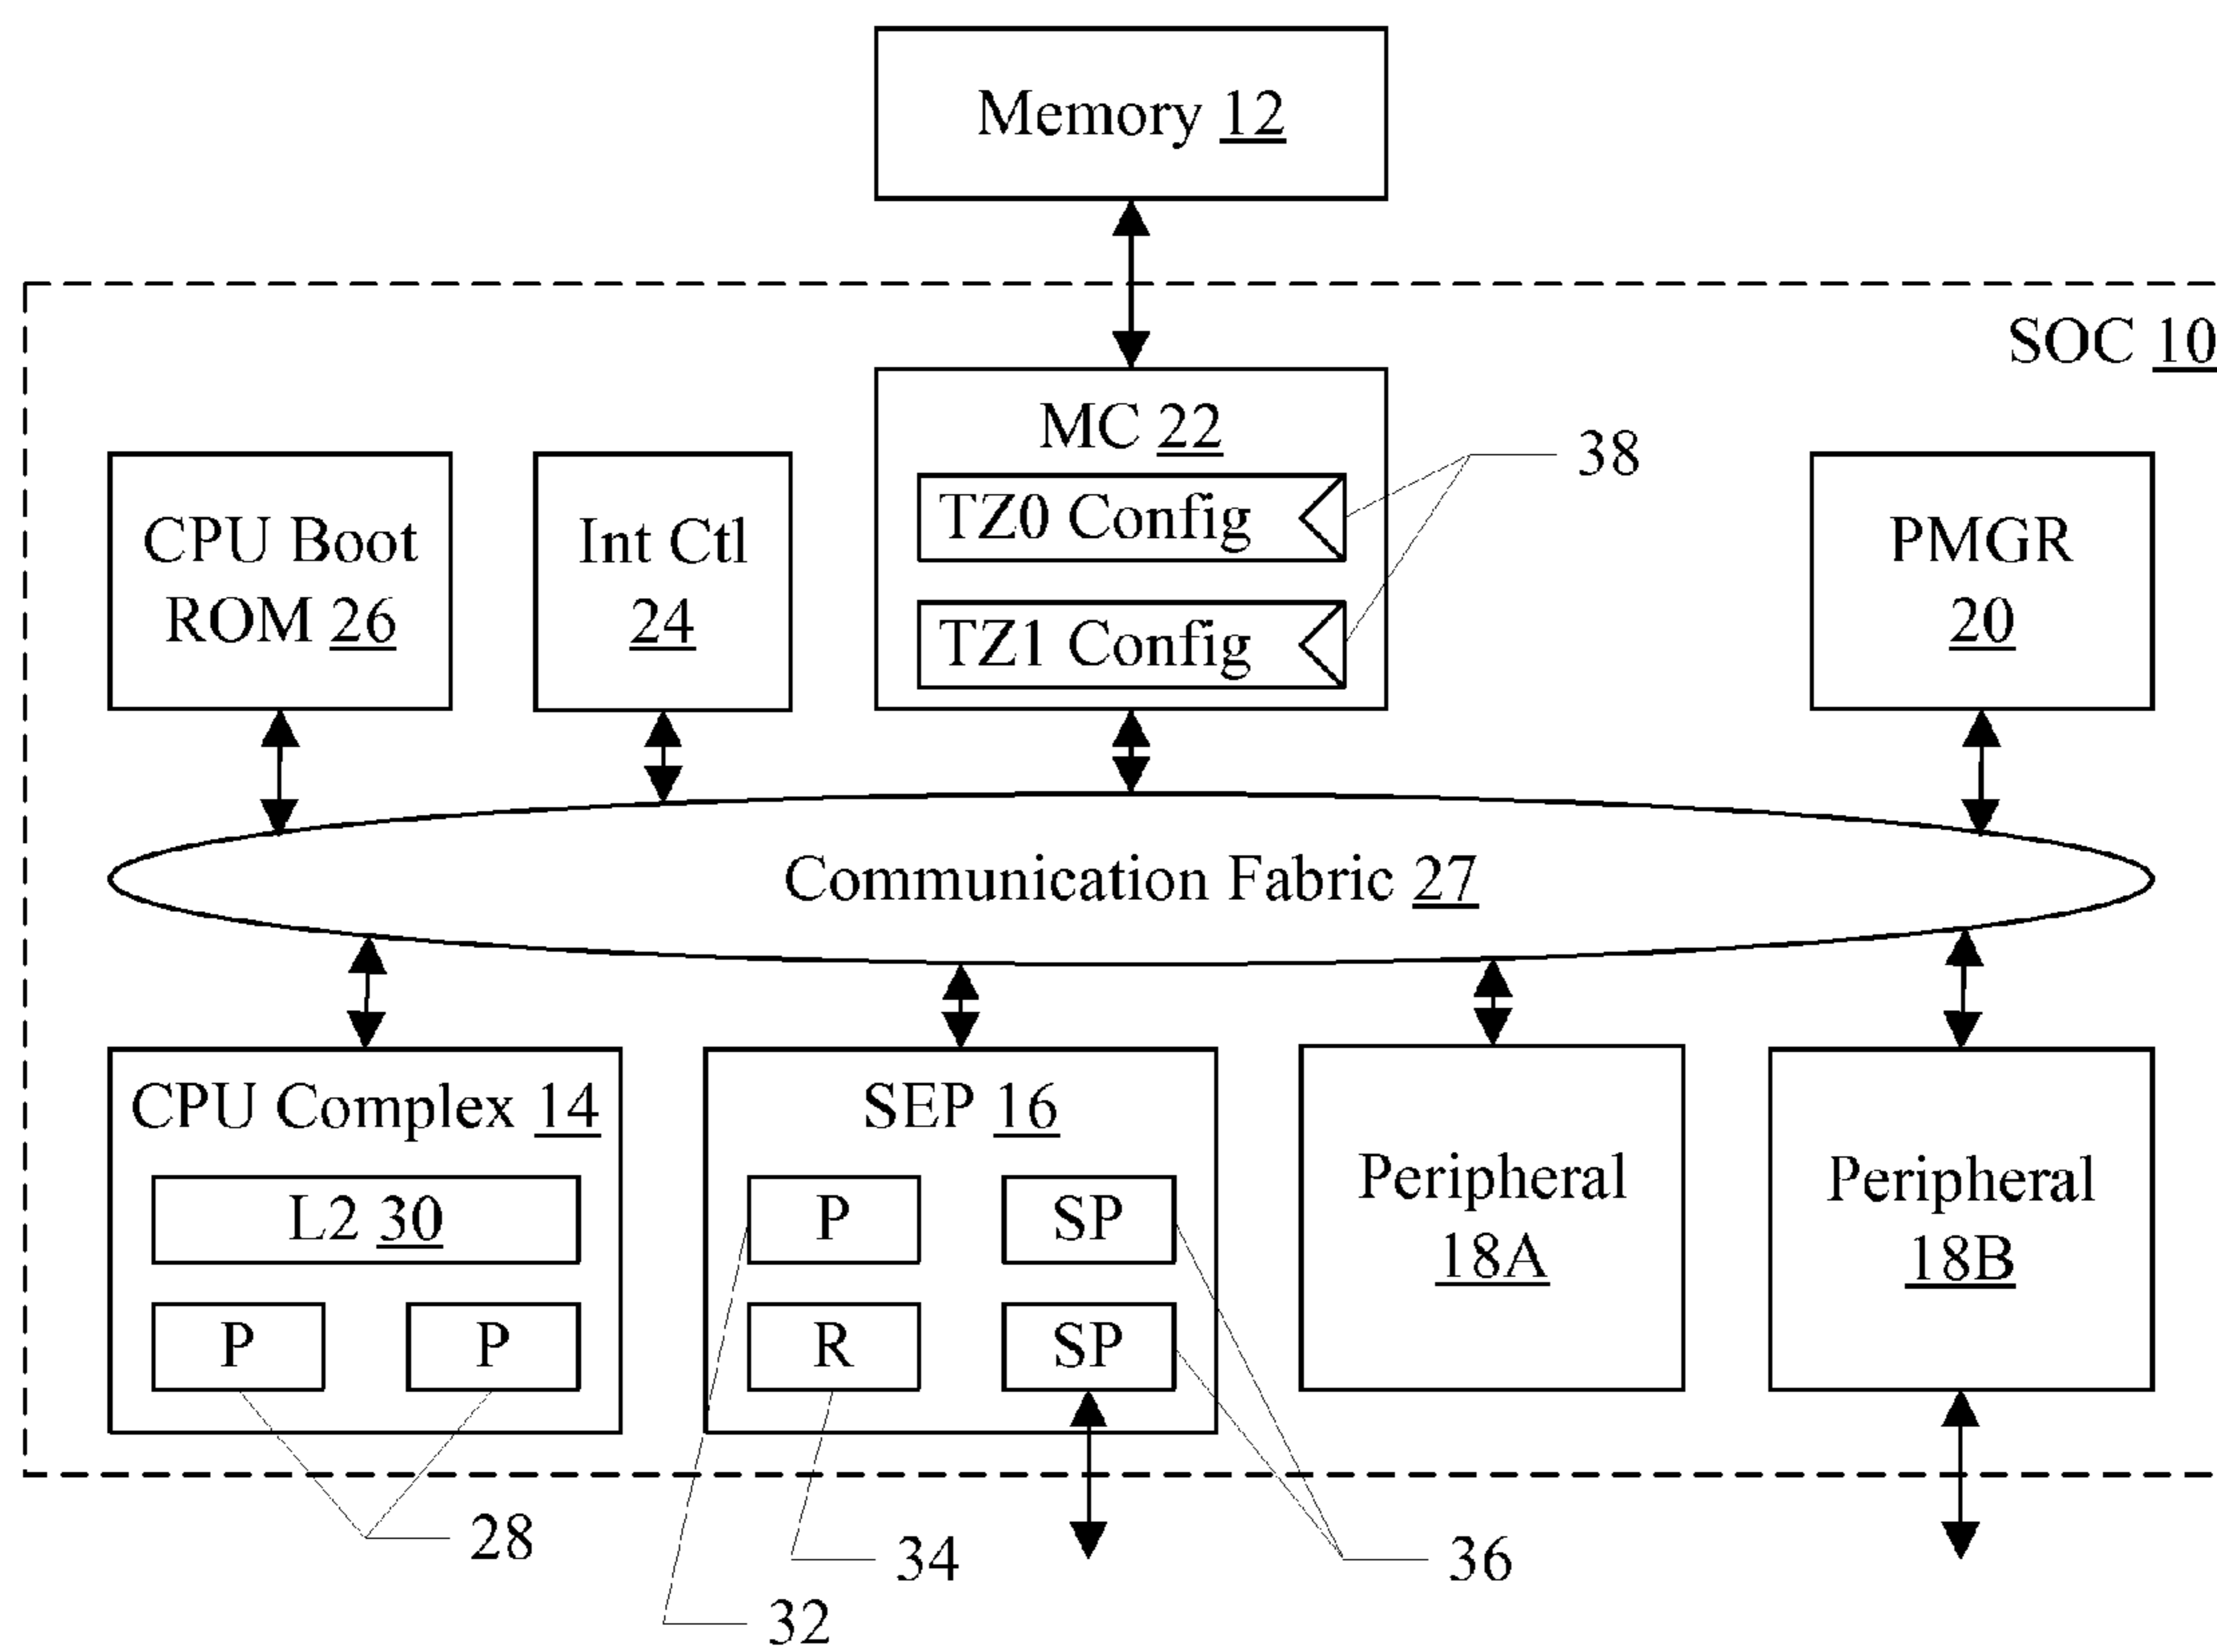 Memory 12
SOC 10
MC 22
38
TZ0 Config
TZ1 Config
CPU Boot
ROM 26
Int Ctl
24
PMGR
20
Communication Fabric 27
CPU Complex 14
L2 30
P
P
SEP 16
P
SP
R
SP
Peripheral
18A
Peripheral
18B
28
34
36
32